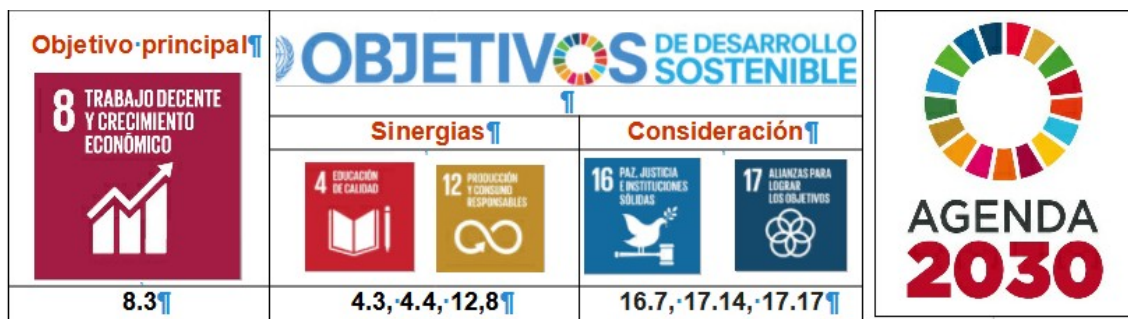 Objetivo·principal¶
8 TRABAJO DECENTE
Y CRECIMIENTO
ECONÓMICO
8.3¶
OBJETIVOS DE DESARROLLO
SOSTENIBLE
¶
Sinergias¶
4 EDUCACIÓN
DE CALIDAD
12 PRODUCCIÓN
Y CONSUMO
RESPONSABLES
4.3,·4.4,·12,8¶
Consideración¶
16 PAZ, JUSTICIA
E INSTITUCIONES
SÓLIDAS
17 ALIANZAS PARA
LOGRAR
LOS OBJETIVOS
16.7,·17.14,·17.17¶
AGENDA
2030